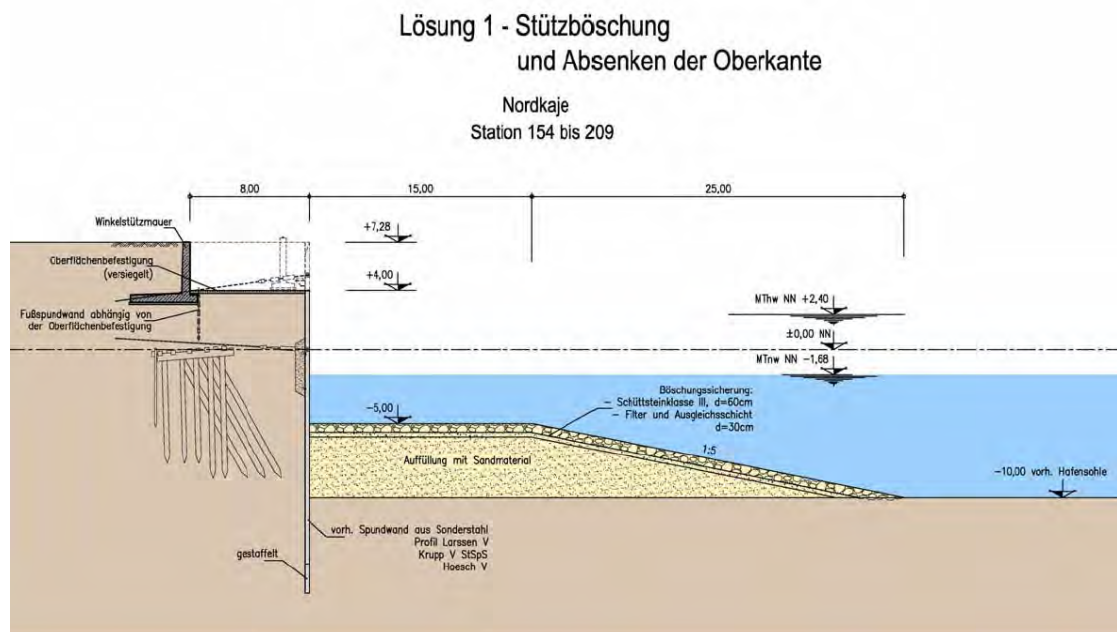 Lösung 1 - Stützböschung
und Absenken der Oberkante
Nordkaje
Station 154 bis 209
8,00
15,00
25,00
Winkelstützmauer
+7,28
Oberflächenbefestigung
(versiegelt)
+4,00
Fußspundwand abhängig von
der Oberflächenbefestigung
MThw NN +2,40
±0,00 NN
MTnw NN -1,68
Böschungssicherung:
- Schüttsteinklasse III, d=60cm
- Filter und Ausgleichsschicht
d=30cm
-5,00
1:5
Auffüllung mit Sandmaterial
-10,00 vorh. Hafensohle
vorh. Spundwand aus Sonderstahl
Profil Larssen V
Krupp V StSpS
Hoesch V
gestaffelt